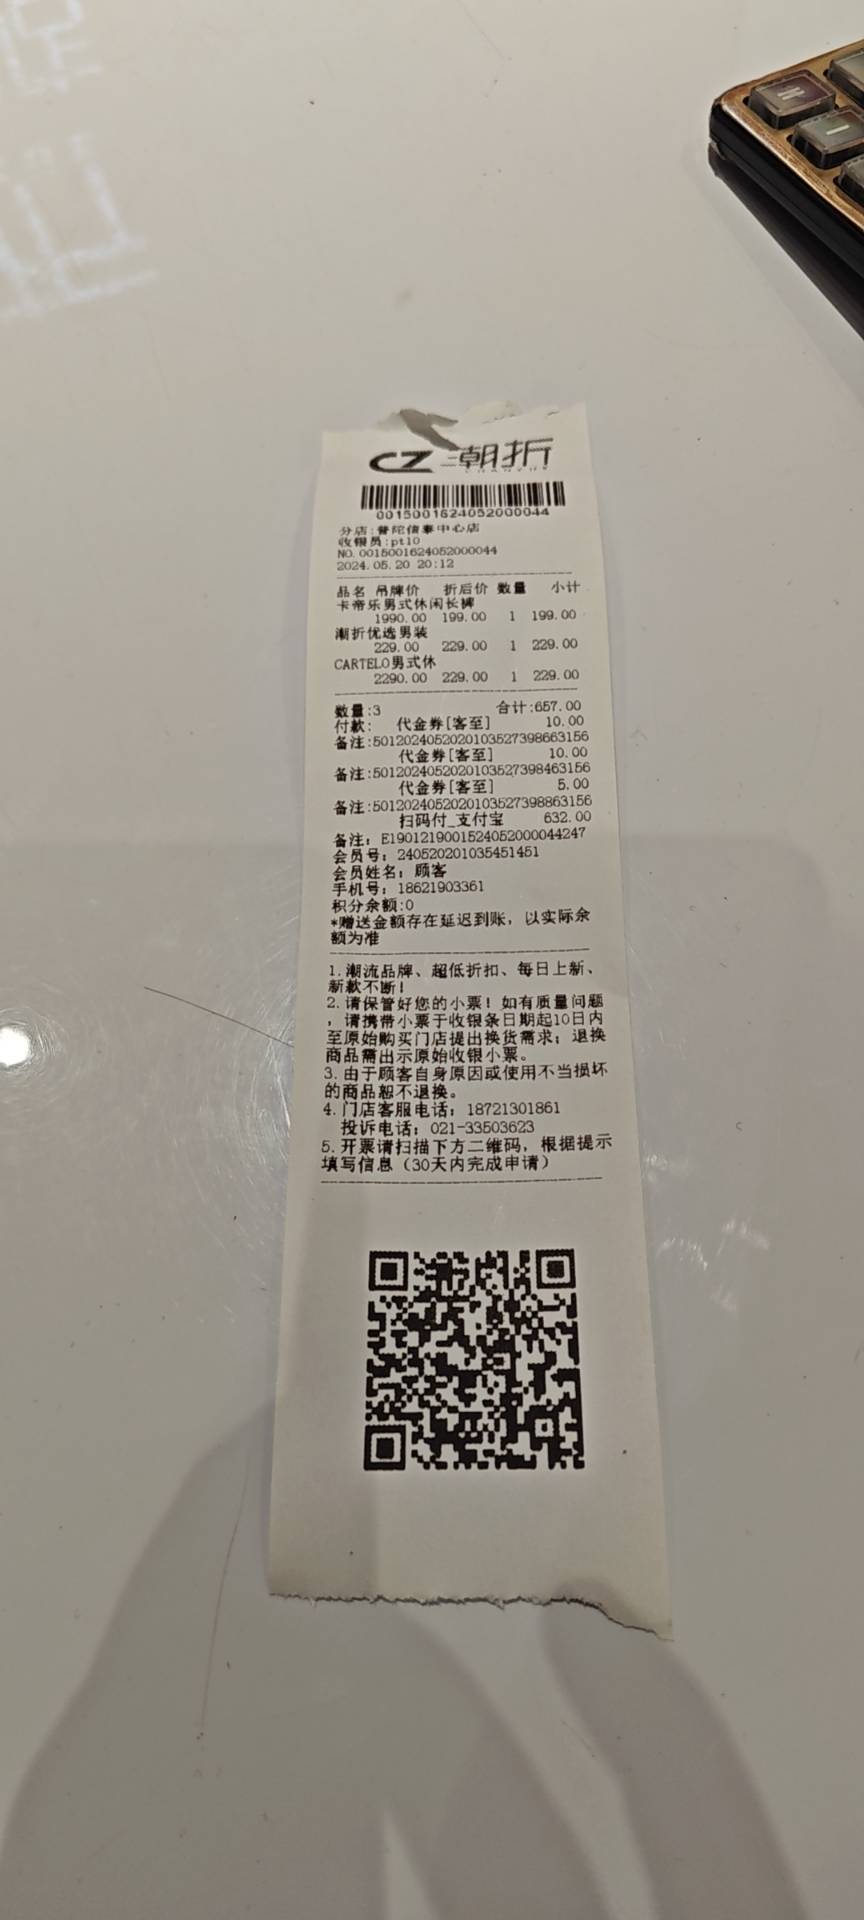 CZ 潮折
0015001624052000044
分店:普陀信泰中心店
收银员:pt10
NO.0015001624052000044
2024.05.20 20:12
品名 吊牌价 折后价 数量 小计
卡帝乐男式休闲长裤
1990.00 199.00 1 199.00
潮折优选男装
229.00 229.00 1 229.00
CARTELO男式休
2290.00 229.00 1 229.00
数量:3 合计:657.00
付款: 代金券[客至] 10.00
备注:5012024052020103527398663156
代金券[客至] 10.00
备注:5012024052020103527398463156
代金券[客至] 5.00
备注:5012024052020103527398863156
扫码付_支付宝 632.00
备注: E1901219001524052000044247
会员号: 240520201035451451
会员姓名: 顾客
手机号: 18621903361
积分余额:0
*赠送金额存在延迟到账, 以实际余
额为准
1.潮流品牌、超低折扣、每日上新、
新款不断!
2.请保管好您的小票! 如有质量问题
,请携带小票于收银条日期起10日内
至原始购买门店提出换货需求; 退换
商品需出示原始收银小票。
3.由于顾客自身原因或使用不当损坏
的商品恕不退换。
4.门店客服电话: 18721301861
投诉电话: 021-33503623
5.开票请扫描下方二维码, 根据提示
填写信息 (30天内完成申请)